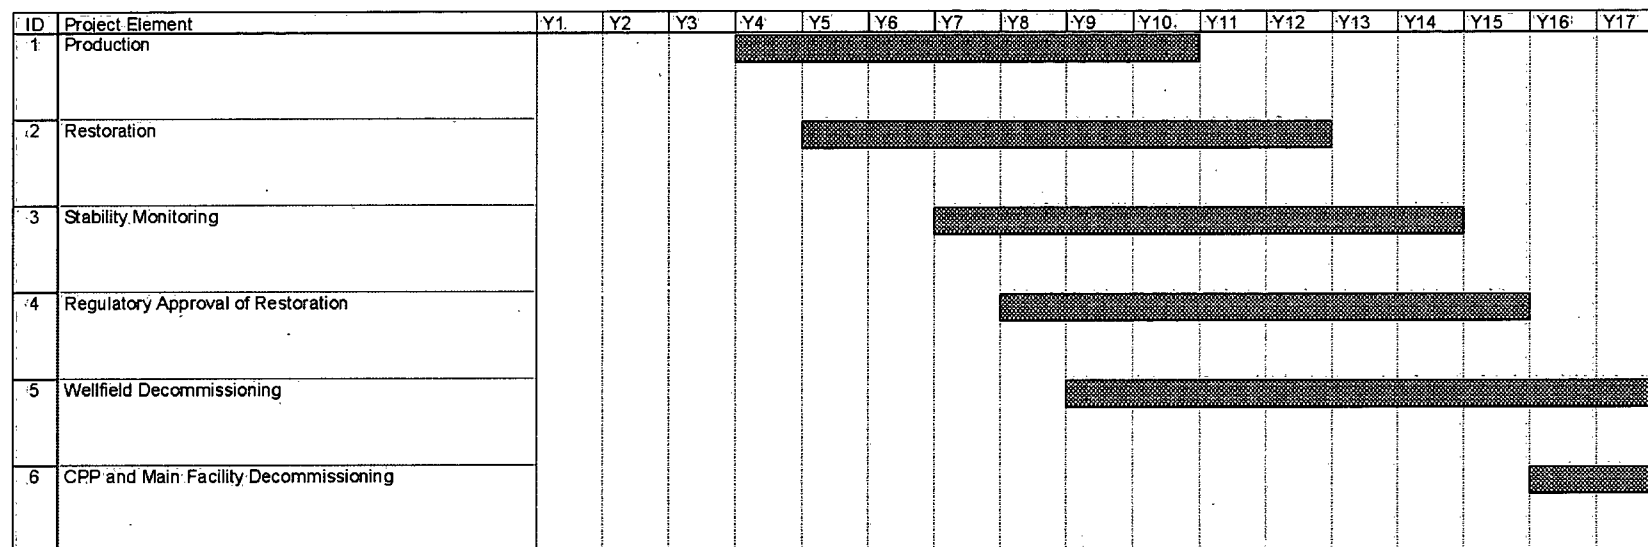 ID Project Element Y1 Y2 Y3 Y4 Y5 Y6 Y7 Y8 Y9 Y10 Y11 Y12 Y13 Y14 Y15 Y16 Y17
1 Production
2 Restoration
3 Stability Monitoring
4 Regulatory Approval of Restoration
5 Wellfield Decommissioning
6 CPP and Main Facility Decommissioning